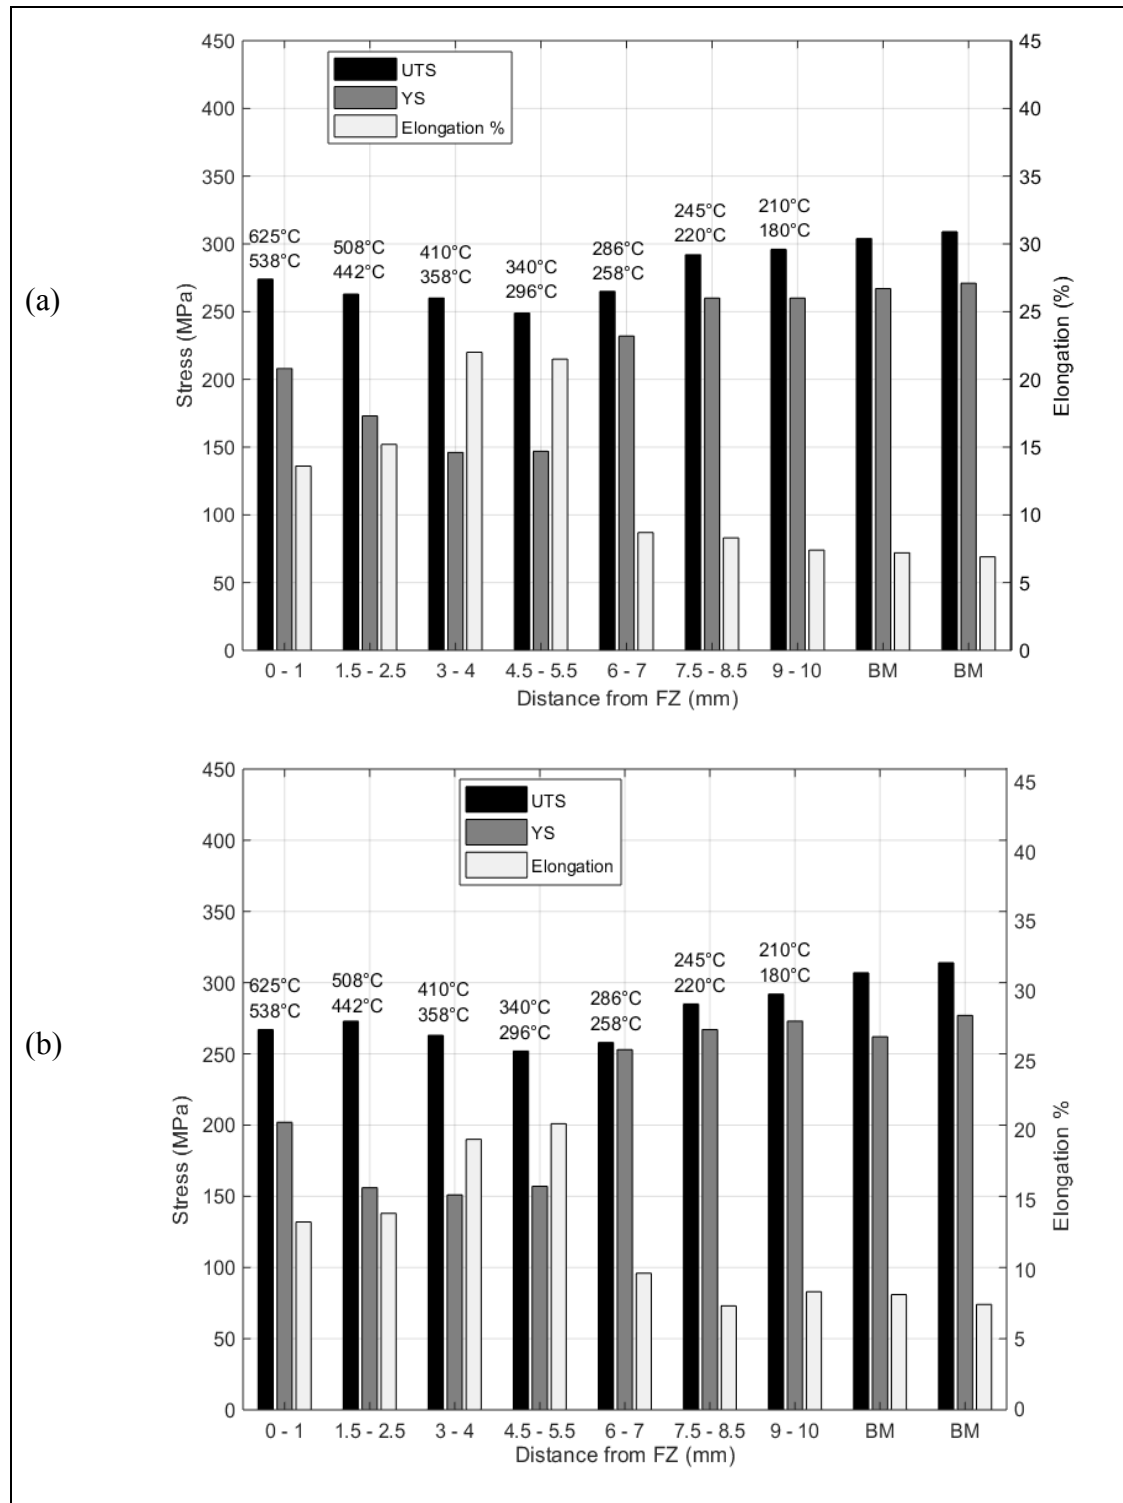 (a)
UTS
YS
Elongation %
450
400
350
300
250
200
150
100
50
0
Stress (MPa)
45
40
35
30
25
20
15
10
5
0
Elongation (%)
625°C
538°C
508°C
442°C
410°C
358°C
340°C
296°C
286°C
258°C
245°C
220°C
210°C
180°C
0 - 1 1.5 - 2.5 3 - 4 4.5 - 5.5 6 - 7 7.5 - 8.5 9 - 10 BM BM
Distance from FZ (mm)
(b)
UTS
YS
Elongation
450
400
350
300
250
200
150
100
50
0
Stress (MPa)
45
40
35
30
25
20
15
10
5
0
Elongation %
625°C
538°C
508°C
442°C
410°C
358°C
340°C
296°C
286°C
258°C
245°C
220°C
210°C
180°C
0 - 1 1.5 - 2.5 3 - 4 4.5 - 5.5 6 - 7 7.5 - 8.5 9 - 10 BM BM
Distance from FZ (mm)